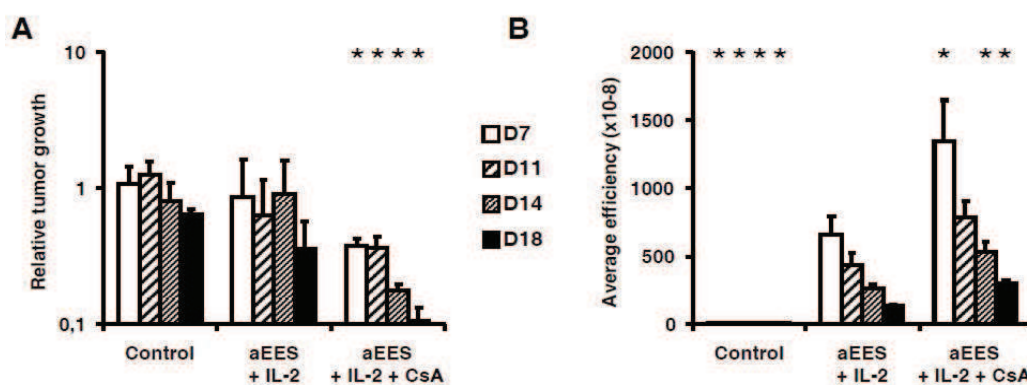 A
B
Relative tumor growth
10
1
0,1
* * * *
Control
aEES
+ IL-2
aEES
+ IL-2 + CsA
D7
D11
D14
D18
Average efficiency (x10-8)
2000
1500
1000
500
0
* * * *
* * *
Control
aEES
+ IL-2
aEES
+ IL-2 + CsA